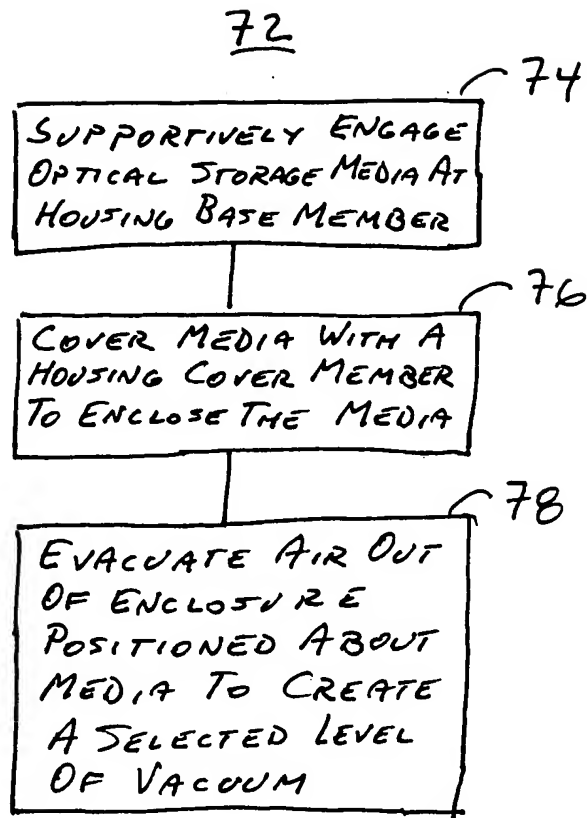 72
74
SUPPORTIVELY ENGAGE
OPTICAL STORAGE MEDIA AT
HOUSING BASE MEMBER
76
COVER MEDIA WITH A
HOUSING COVER MEMBER
TO ENCLOSE THE MEDIA
78
EVACUATE AIR OUT
OF ENCLOSURE
POSITIONED ABOUT
MEDIA TO CREATE
A SELECTED LEVEL
OF VACUUM